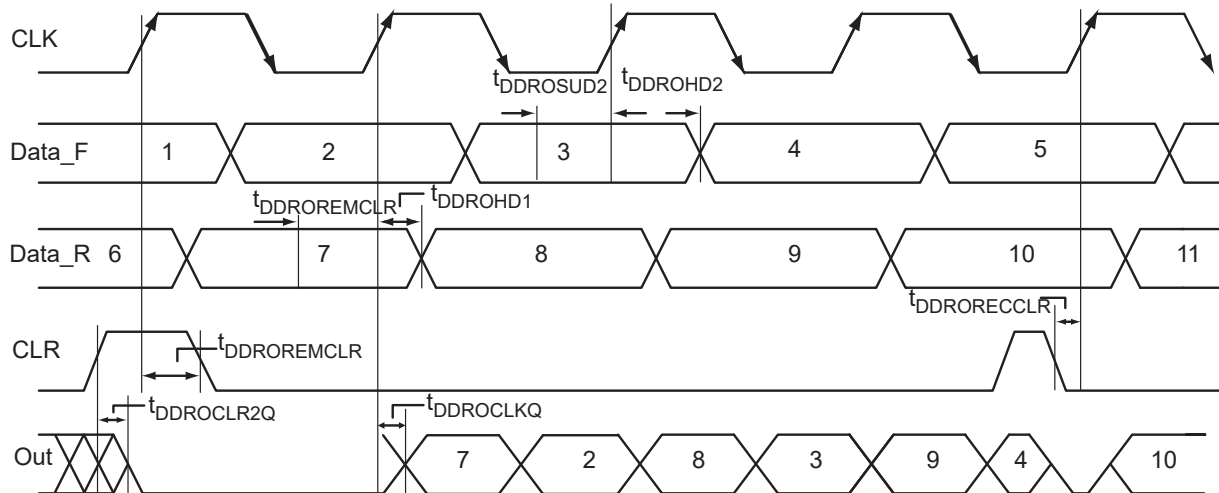 CLK
tDDROSUD2 tDDROHD2
Data_F 1 2 3 4 5
tDDROREMCLR tDDROHD1
Data_R 6 7 8 9 10 11
tDDRORECCLR
CLR tDDROREMCLR
tDDROCLR2Q tDDROCLKQ
Out 7 2 8 3 9 4 10